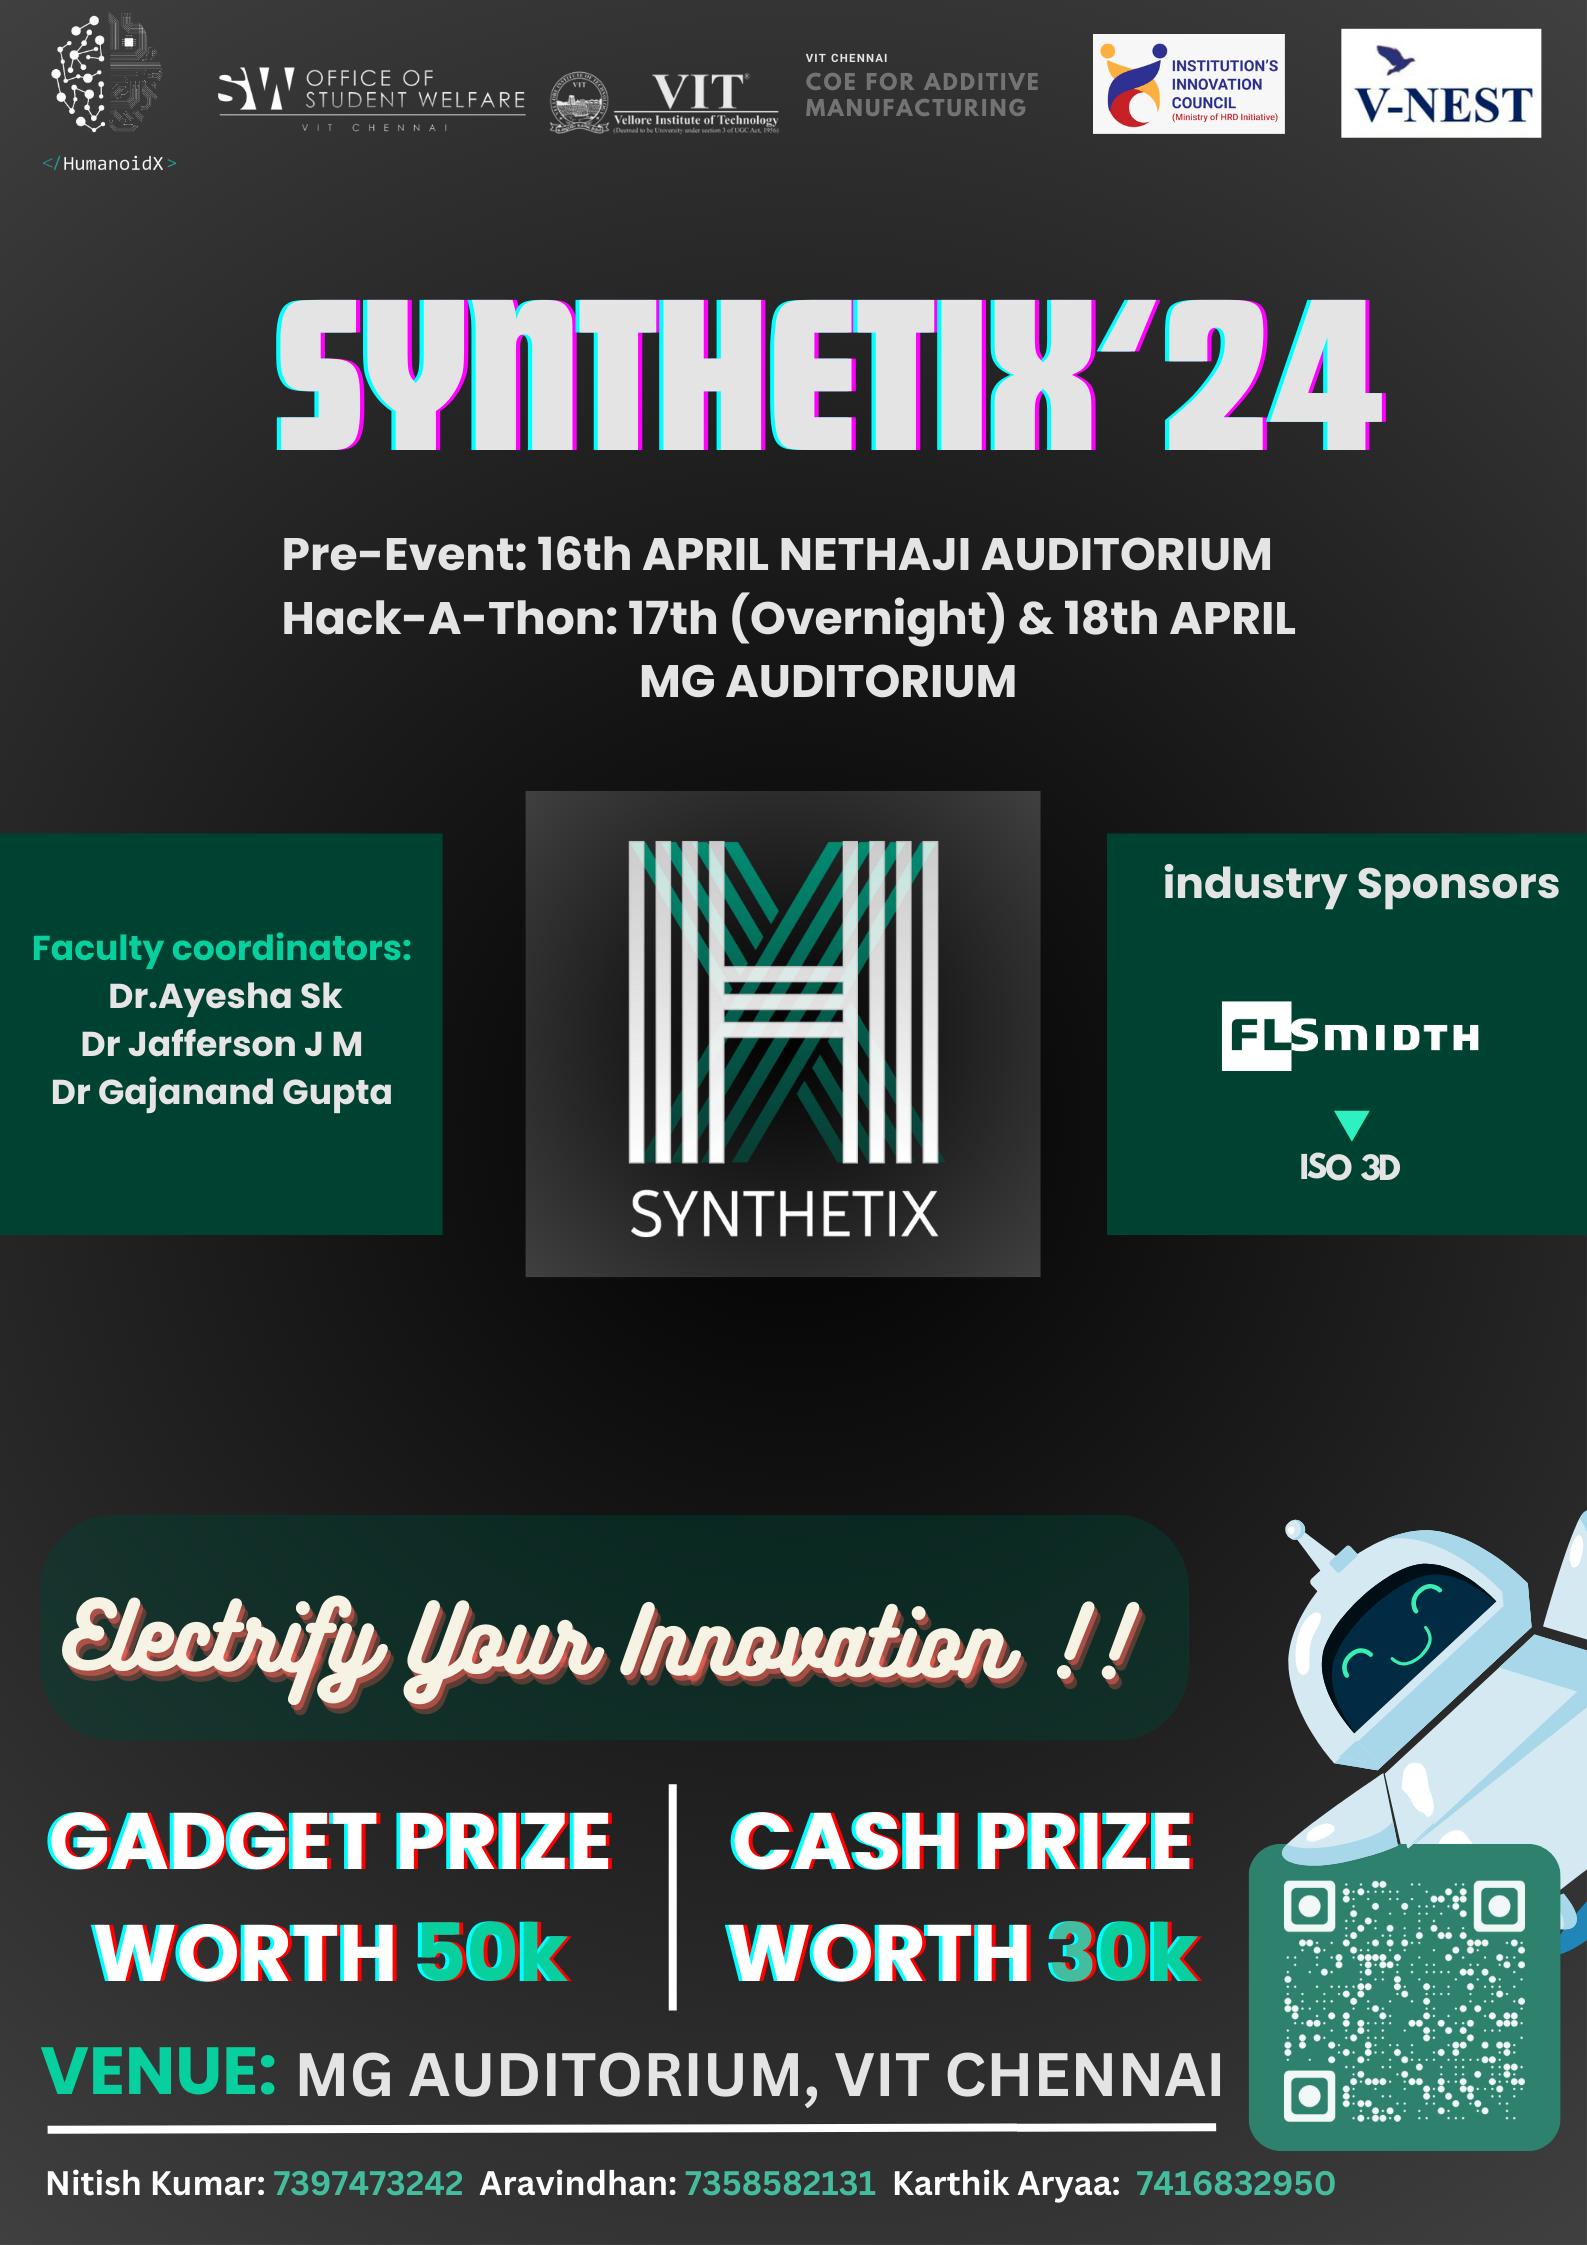 </HumanoidX>
SW OFFICE OF
STUDENT WELFARE
VIT CHENNAI
VIT
VIT®
Vellore Institute of Technology
(Deemed to be University under section 3 of UGC Act, 1956)
VIT CHENNAI
COE FOR ADDITIVE
MANUFACTURING
INSTITUTION'S
INNOVATION
COUNCIL
(Ministry of HRD Initiative)
V-NEST
SYNTHETIX'24
Pre-Event: 16th APRIL NETHAJI AUDITORIUM
Hack-A-Thon: 17th (Overnight) & 18th APRIL
MG AUDITORIUM
Faculty coordinators:
Dr.Ayesha Sk
Dr Jafferson J M
Dr Gajanand Gupta
SYNTHETIX
industry Sponsors
FLSMIDTH
ISO 3D
Electrify Your Innovation !!
GADGET PRIZE
WORTH 50k
CASH PRIZE
WORTH 30k
VENUE: MG AUDITORIUM, VIT CHENNAI
Nitish Kumar: 7397473242 Aravindhan: 7358582131 Karthik Aryaa: 7416832950